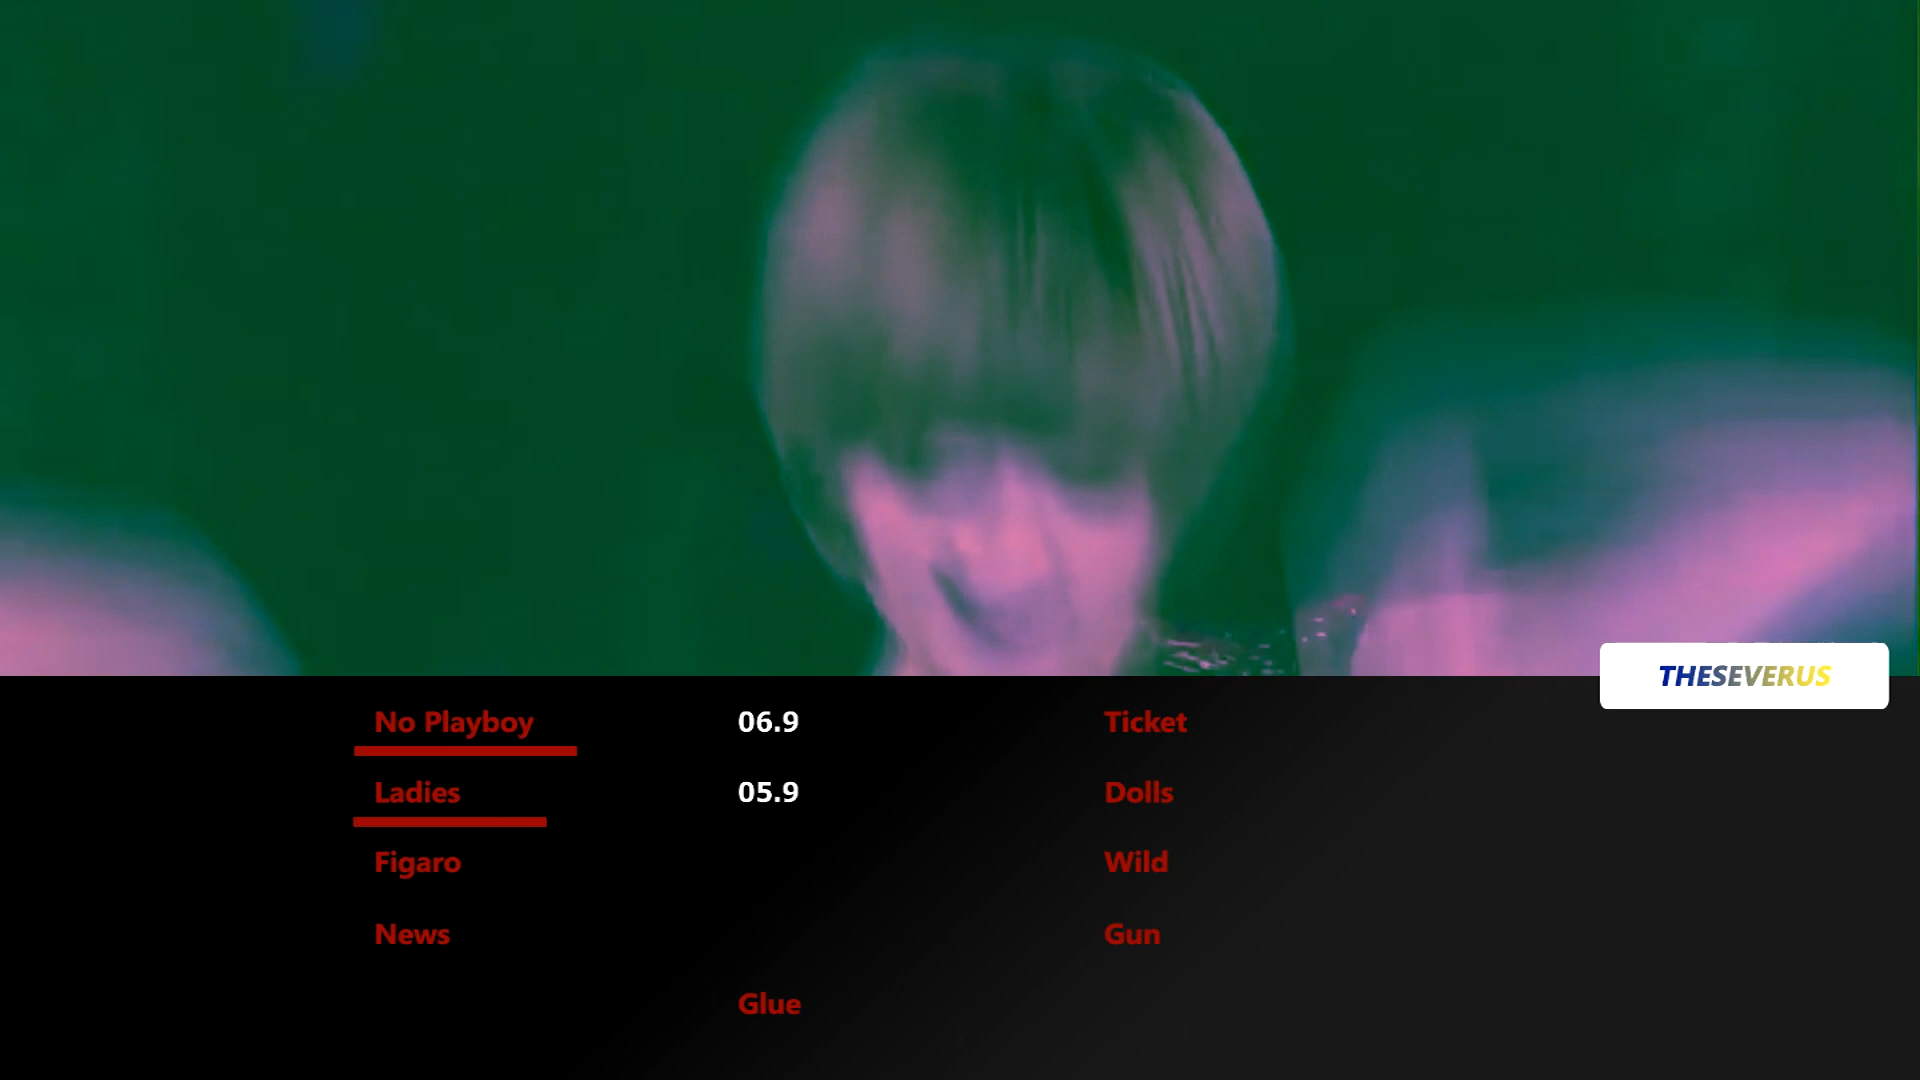 THESEVERUS
No Playboy 06.9 Ticket
Ladies 05.9 Dolls
Figaro Wild
News Gun
Glue